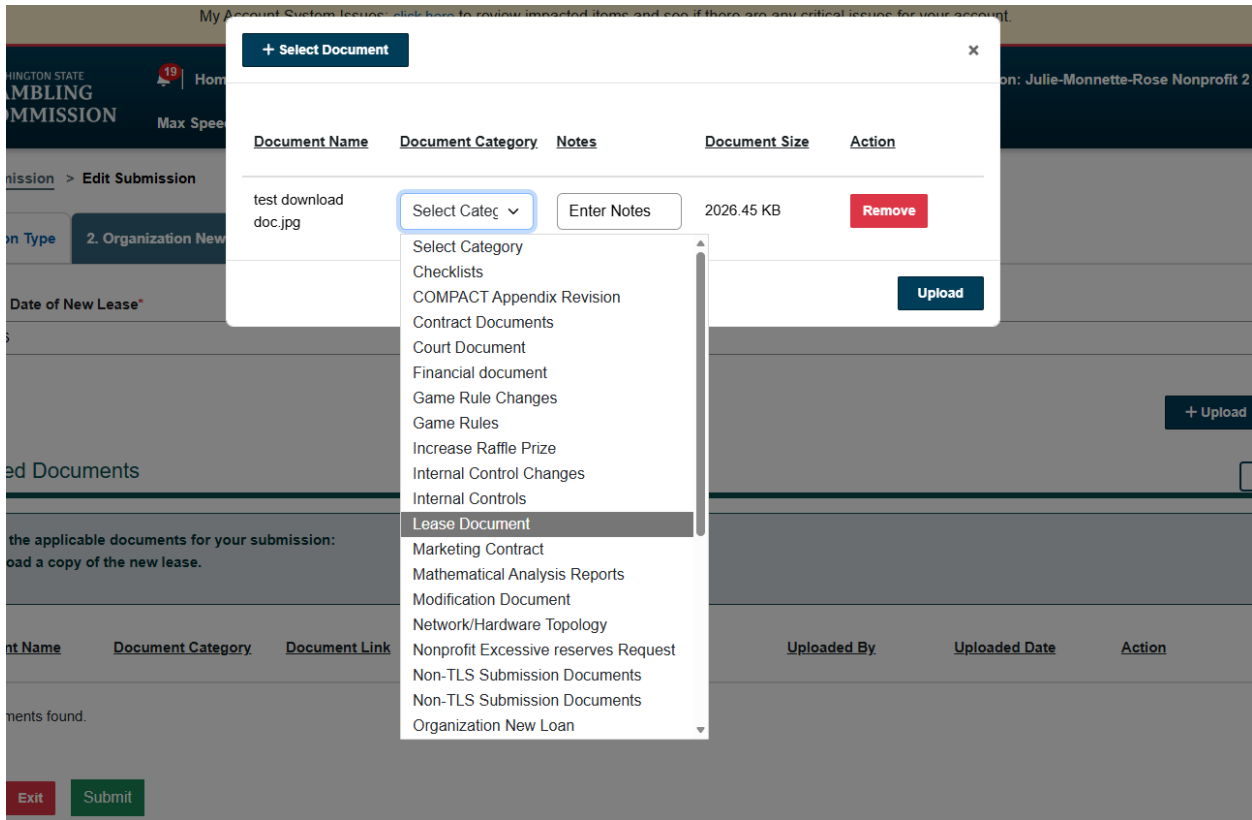 My Account System Issues: click here to review impacted items and see if there are any critical issues for your account.
+ Select Document
×
HINGTON STATE
AMBLING
OMMISSION
19
Hom
on: Julie-Monnette-Rose Nonprofit 2
Max Spee
Document Name Document Category Notes Document Size Action
mission > Edit Submission
test download
doc.jpg
Select Categ
Enter Notes
2026.45 KB
Remove
on Type
2. Organization New
Select Category
Checklists
COMPACT Appendix Revision
Contract Documents
Court Document
Financial document
Game Rule Changes
Game Rules
Increase Raffle Prize
Internal Control Changes
Internal Controls
Lease Document
Marketing Contract
Mathematical Analysis Reports
Modification Document
Network/Hardware Topology
Nonprofit Excessive reserves Request
Non-TLS Submission Documents
Non-TLS Submission Documents
Organization New Loan
Upload
Date of New Lease*
+ Upload
ed Documents
the applicable documents for your submission:
oad a copy of the new lease.
nt Name Document Category Document Link Uploaded By Uploaded Date Action
ments found.
Exit
Submit